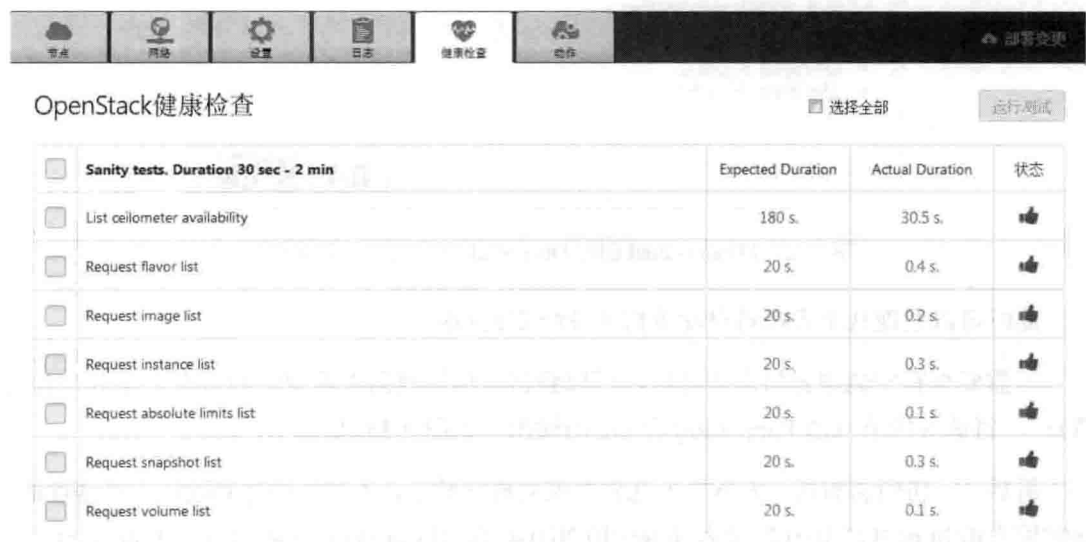 节点 网络 设置 日志 健康检查 动作 部署变更
OpenStack健康检查 选择全部 运行测试
Sanity tests. Duration 30 sec - 2 min Expected Duration Actual Duration 状态
List ceilometer availability 180 s. 30.5 s.
Request flavor list 20 s. 0.4 s.
Request image list 20 s. 0.2 s.
Request instance list 20 s. 0.3 s.
Request absolute limits list 20 s. 0.1 s.
Request snapshot list 20 s. 0.3 s.
Request volume list 20 s. 0.1 s.